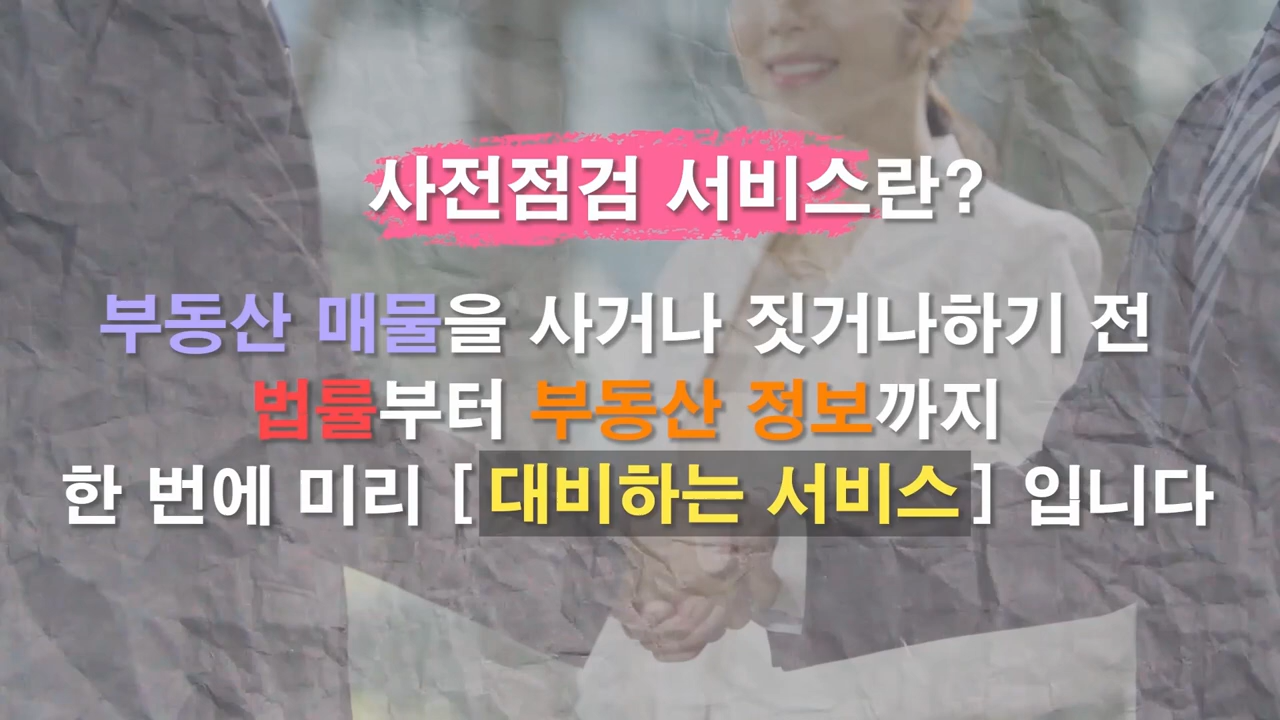 사전점검 서비스란?
부동산 매물을 사거나 짓거나하기 전
법률부터 부동산 정보까지
한 번에 미리 [대비하는 서비스] 입니다